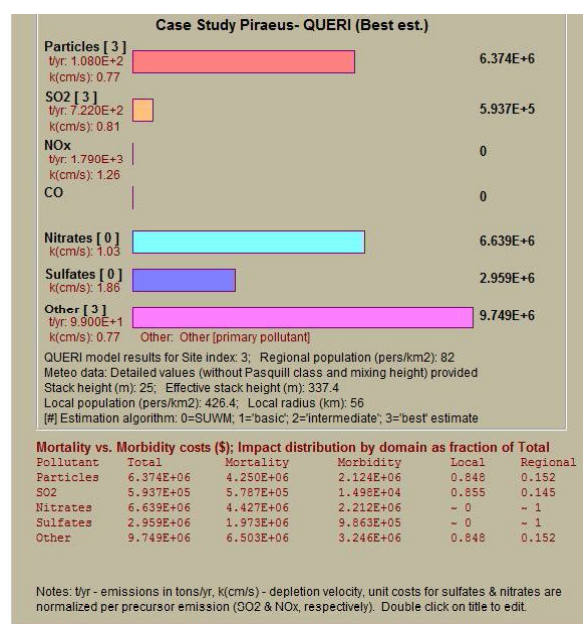 Case Study Piraeus- QUERI (Best est.)
Particles [ 3 ]
t/yr: 1.080E+2
k(cm/s): 0.77
6.374E+6
SO2 [ 3 ]
t/yr: 7.220E+2
k(cm/s): 0.81
5.937E+5
NOx
t/yr: 1.790E+3
k(cm/s): 1.26
0
CO
0
Nitrates [ 0 ]
k(cm/s): 1.03
6.639E+6
Sulfates [ 0 ]
k(cm/s): 1.86
2.959E+6
Other [ 3 ]
t/yr: 9.900E+1
k(cm/s): 0.77 Other: Other [primary pollutant]
9.749E+6
QUERI model results for Site index: 3; Regional population (pers/km2): 82
Meteo data: Detailed values (without Pasquill class and mixing height) provided
Stack height (m): 25; Effective stack height (m): 337.4
Local population (pers/km2): 426.4; Local radius (km): 56
[#] Estimation algorithm: 0=SUWM; 1='basic'; 2='intermediate'; 3='best' estimate
Mortality vs. Morbidity costs ($); Impact distribution by domain as fraction of Total
Pollutant Total Mortality Morbidity Local Regional
Particles 6.374E+06 4.250E+06 2.124E+06 0.848 0.152
SO2 5.937E+05 5.787E+05 1.498E+04 0.855 0.145
Nitrates 6.639E+06 4.427E+06 2.212E+06 ~ 0 ~ 1
Sulfates 2.959E+06 1.973E+06 9.863E+05 ~ 0 ~ 1
Other 9.749E+06 6.503E+06 3.246E+06 0.848 0.152
Notes: t/yr - emissions in tons/yr, k(cm/s) - depletion velocity, unit costs for sulfates & nitrates are
normalized per precursor emission (SO2 & NOx, respectively). Double click on title to edit.